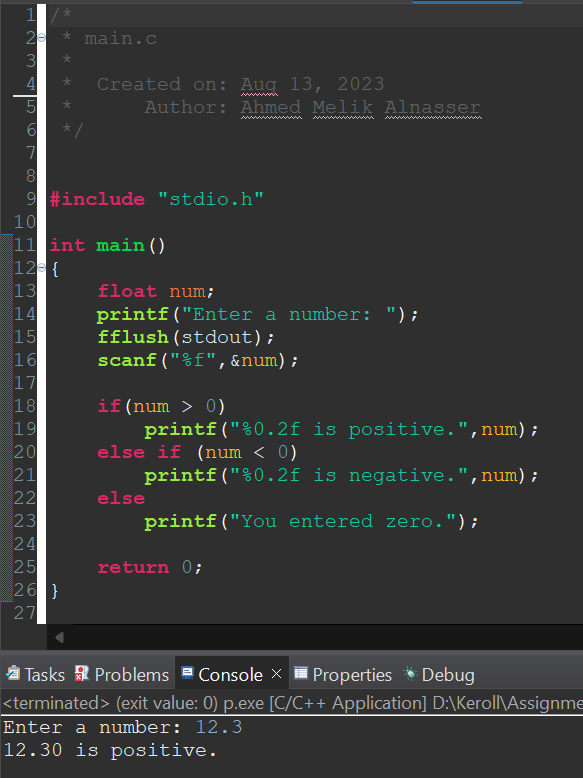 1 /*
2 * main.c
3 *
4 * Created on: Aug 13, 2023
5 * Author: Ahmed Melik Alnasser
6 */
7
8
9 #include "stdio.h"
10
11 int main()
12 {
13 float num;
14 printf("Enter a number: ");
15 fflush(stdout);
16 scanf("%f",&num);
17
18 if(num > 0)
19 printf("%0.2f is positive.",num);
20 else if (num < 0)
21 printf("%0.2f is negative.",num);
22 else
23 printf("You entered zero.");
24
25 return 0;
26 }
27
Tasks Problems Console Properties Debug
<terminated> (exit value: 0) p.exe [C/C++ Application] D:\Keroll\Assignme
Enter a number: 12.3
12.30 is positive.